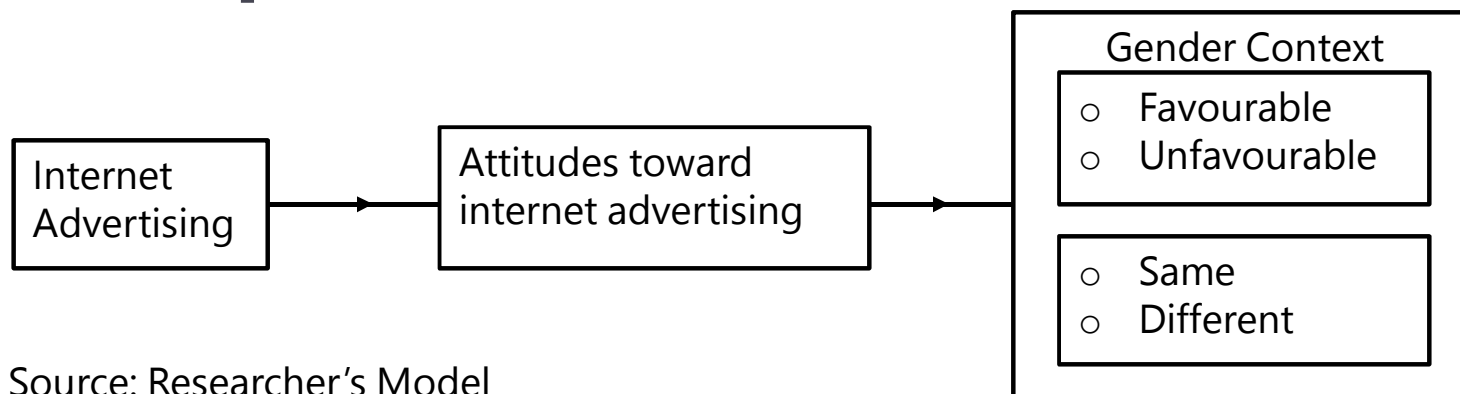 Internet
Advertising
Attitudes toward
internet advertising
Gender Context
o Favourable
o Unfavourable
o Same
o Different
Source: Researcher’s Model